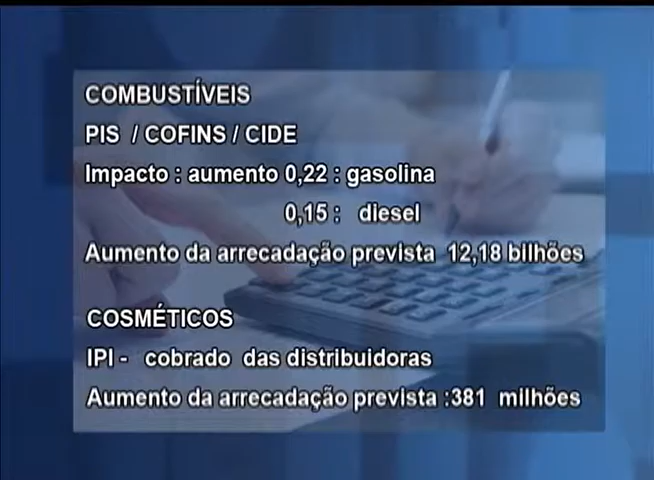 COMBUSTÍVEIS
PIS / COFINS / CIDE
Impacto : aumento 0,22 : gasolina
0,15 : diesel
Aumento da arrecadação prevista 12,18 bilhões
COSMÉTICOS
IPI - cobrado das distribuidoras
Aumento da arrecadação prevista :381 milhões